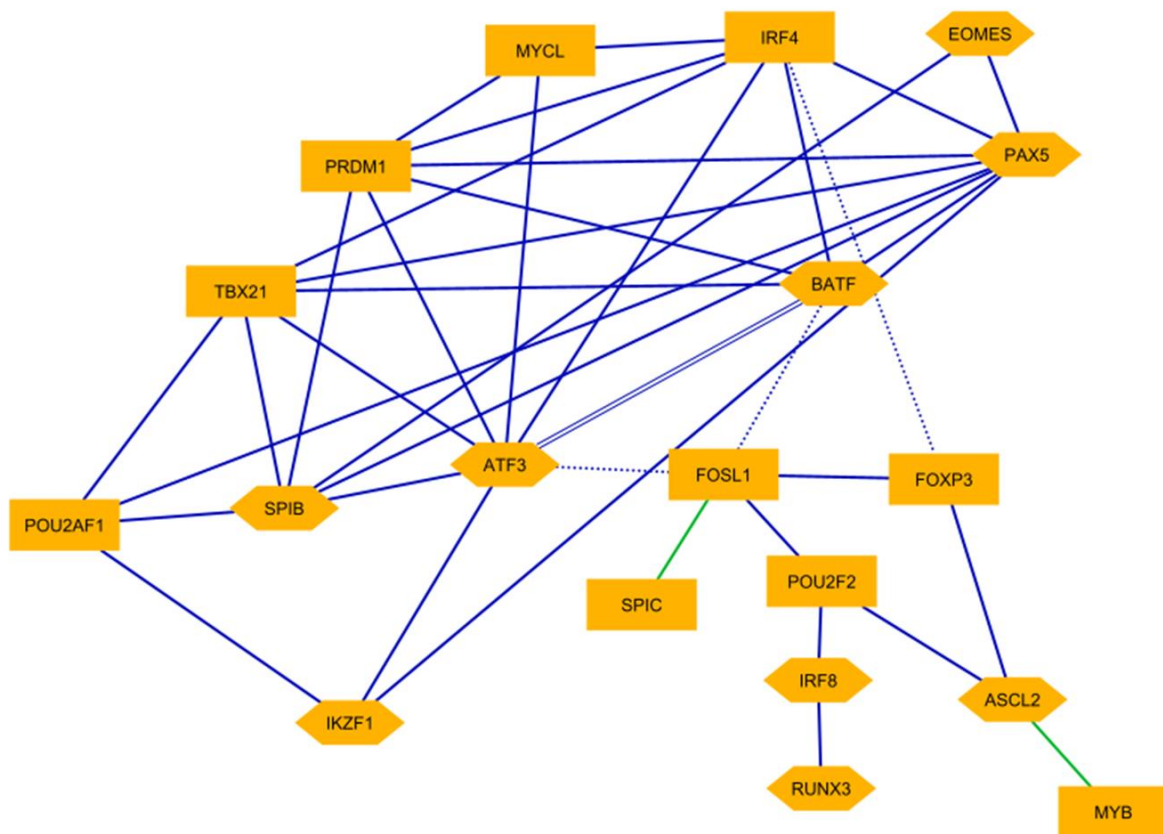 MYCL
IRF4
EOMES
PRDM1
PAX5
TBX21
BATF
ATF3
FOSL1
FOXP3
POU2AF1
SPIB
SPIC
POU2F2
IKZF1
IRF8
ASCL2
RUNX3
MYB